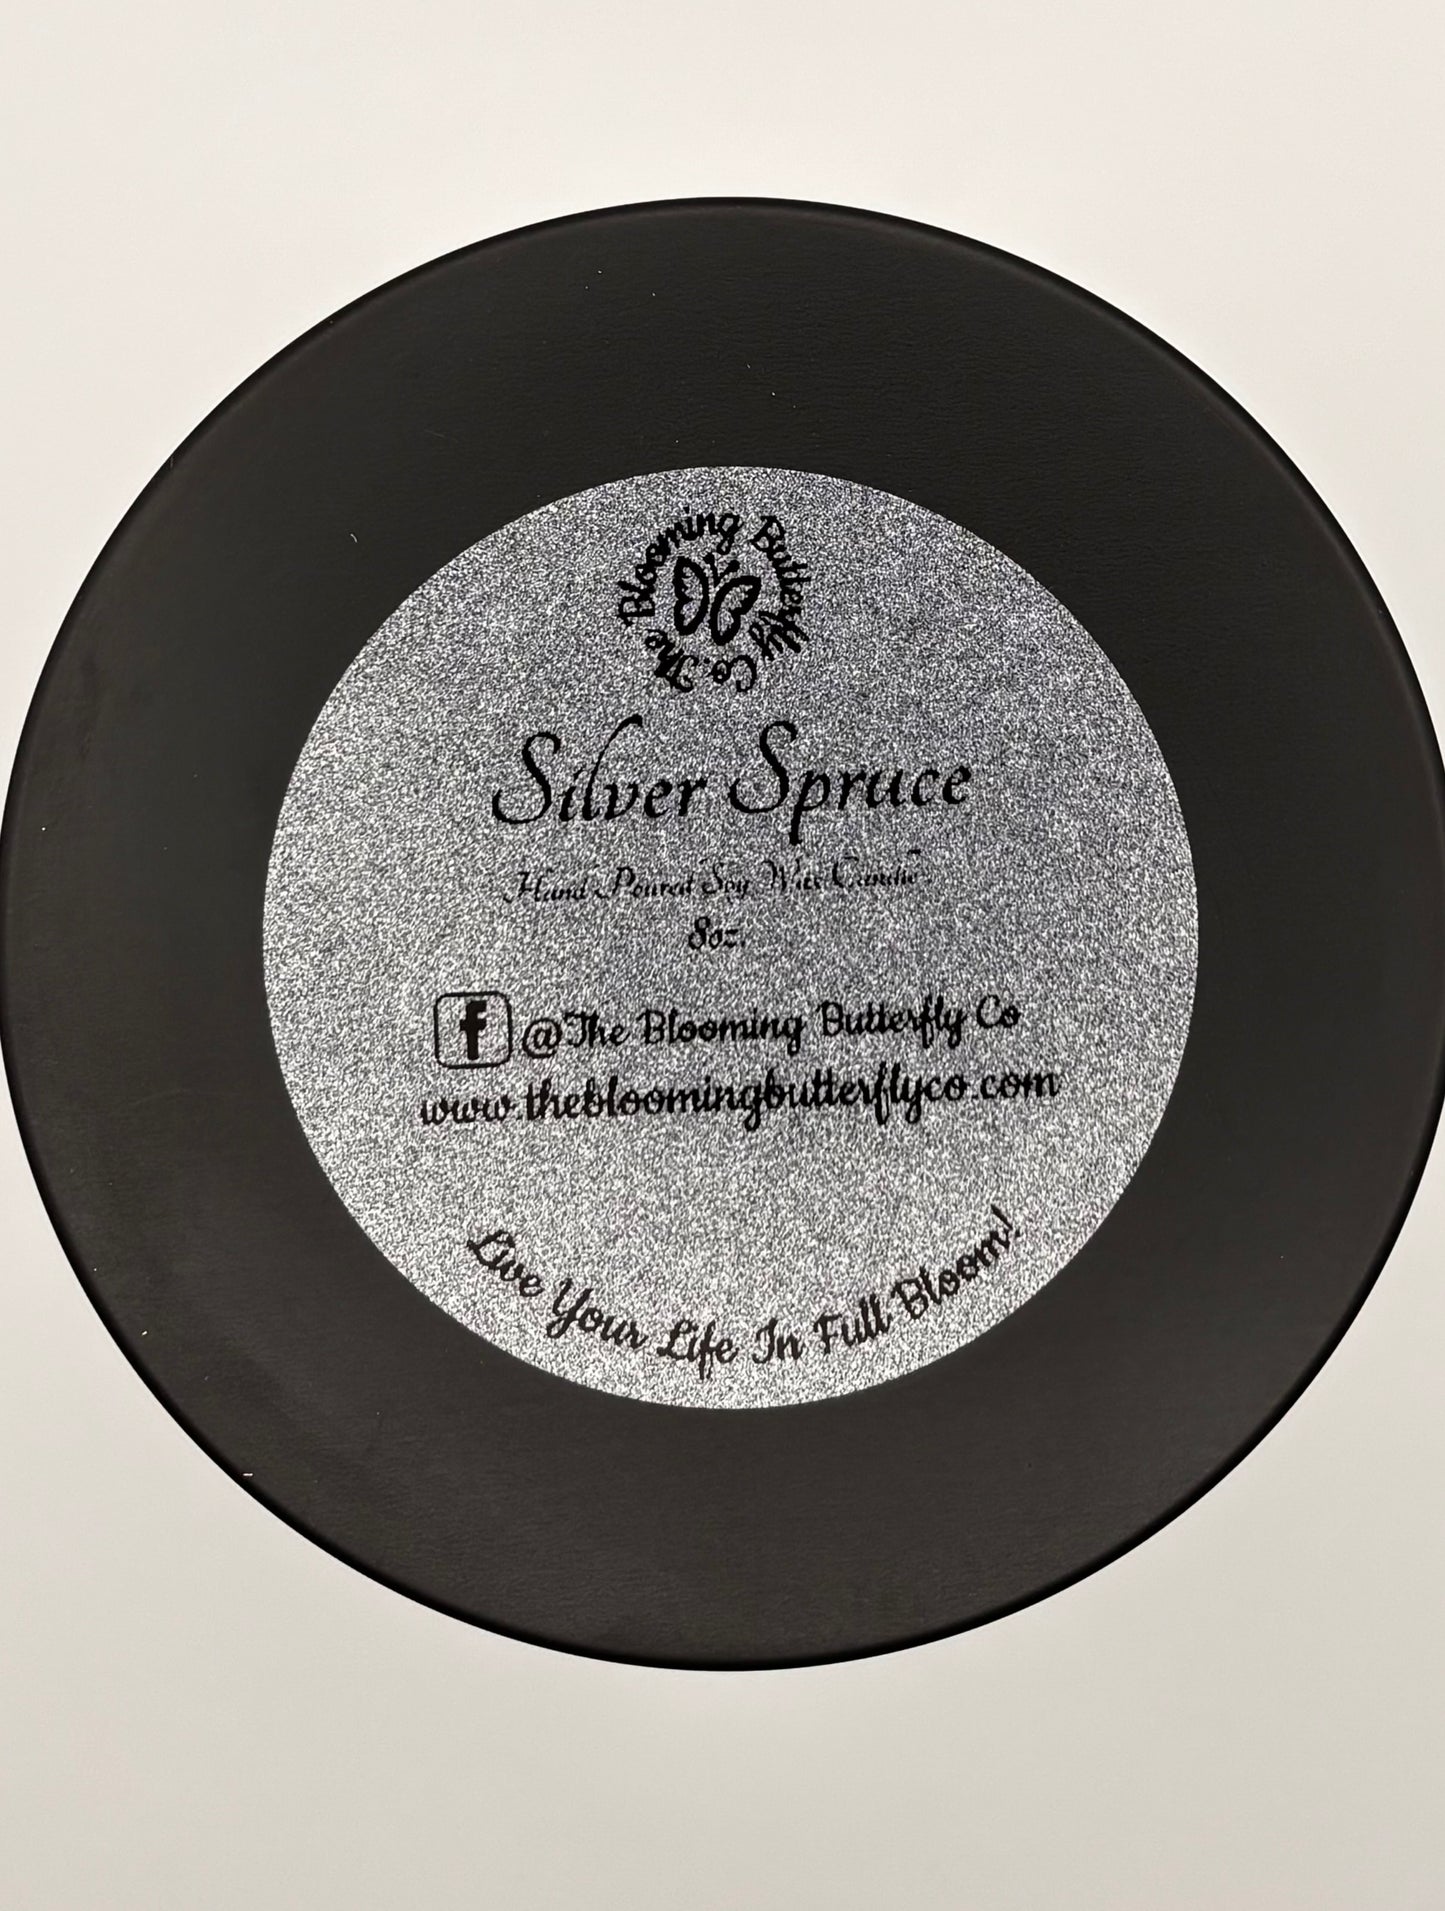 The Blooming Butterfly Co.
Silver Spruce
Hand Poured Soy Wax Candle
8oz.
f @The Blooming Butterfly Co
www.thebloomingbutterflyco.com
Live Your Life In Full Bloom!